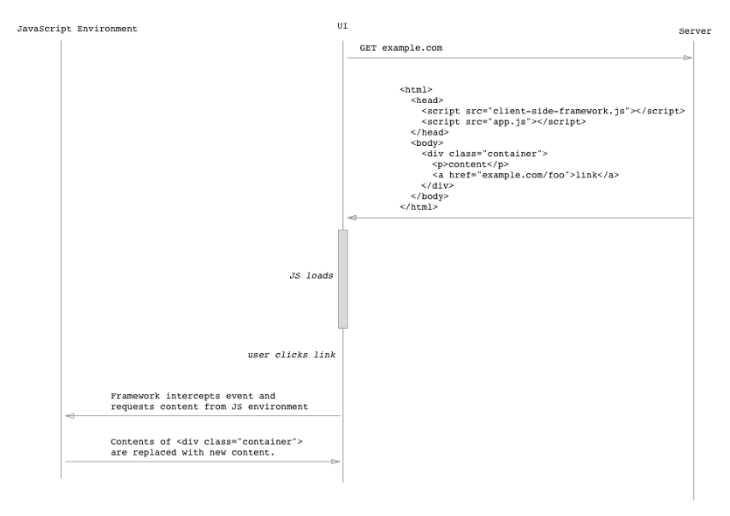 JavaScript Environment
UI
Server
GET example.com
<html>
<head>
<script src="client-side-framework.js"></script>
<script src="app.js"></script>
</head>
<body>
<div class="container">
<p>content</p>
<a href="example.com/foo">link</a>
</div>
</body>
</html>
JS loads
user clicks link
Framework intercepts event and
requests content from JS environment
Contents of <div class="container">
are replaced with new content.